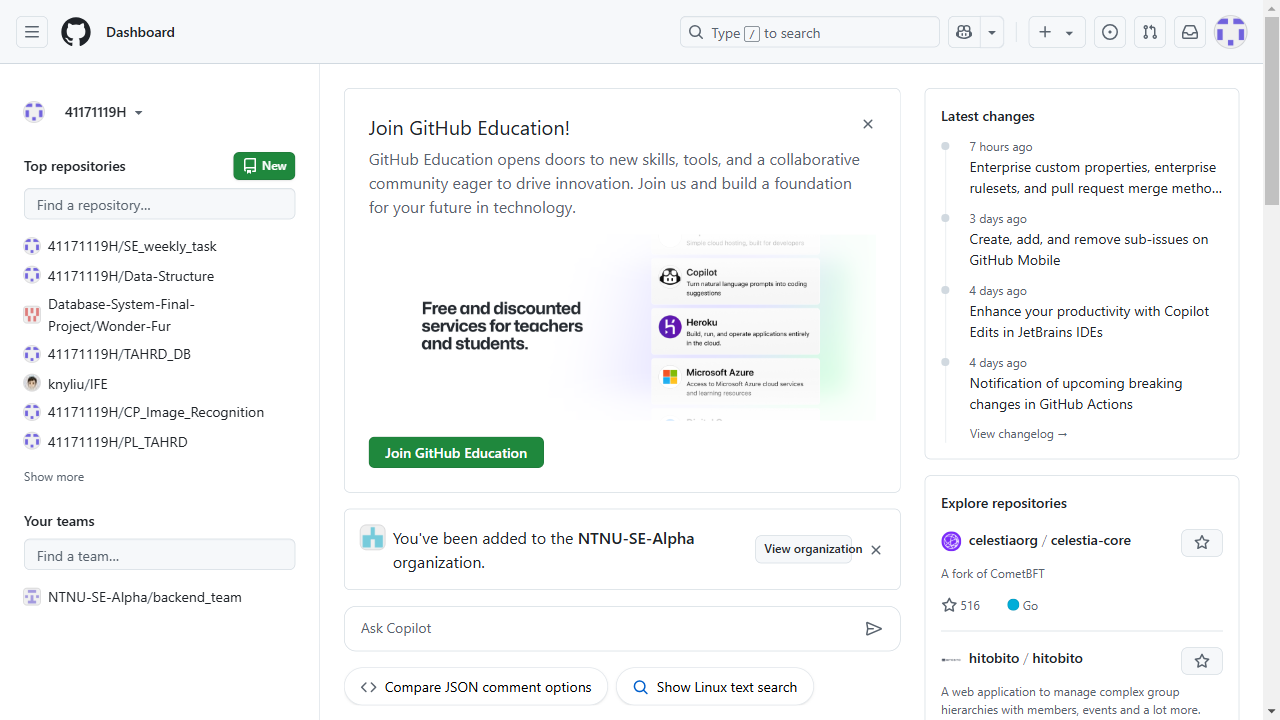 Dashboard
Type / to search
41171119H
Top repositories
New
Find a repository…
41171119H/SE_weekly_task
41171119H/Data-Structure
Database-System-Final-
Project/Wonder-Fur
41171119H/TAHRD_DB
knyliu/IFE
41171119H/CP_Image_Recognition
41171119H/PL_TAHRD
Show more
Your teams
Find a team…
NTNU-SE-Alpha/backend_team
Join GitHub Education!
GitHub Education opens doors to new skills, tools, and a collaborative
community eager to drive innovation. Join us and build a foundation
for your future in technology.
Free and discounted
services for teachers
and students.
Simple cloud hosting, built for developers
Copilot
Turn natural language prompts into coding
suggestions
Heroku
Build, run, and operate applications entirely
in the cloud.
Microsoft Azure
Access to Microsoft Azure cloud services
and learning resources
Join GitHub Education
You've been added to the NTNU-SE-Alpha
organization.
View organization
Ask Copilot
Compare JSON comment options
Show Linux text search
Latest changes
7 hours ago
Enterprise custom properties, enterprise
rulesets, and pull request merge metho…
3 days ago
Create, add, and remove sub-issues on
GitHub Mobile
4 days ago
Enhance your productivity with Copilot
Edits in JetBrains IDEs
4 days ago
Notification of upcoming breaking
changes in GitHub Actions
View changelog →
Explore repositories
celestiaorg / celestia-core
A fork of CometBFT
516
Go
hitobito / hitobito
A web application to manage complex group
hierarchies with members, events and a lot more.